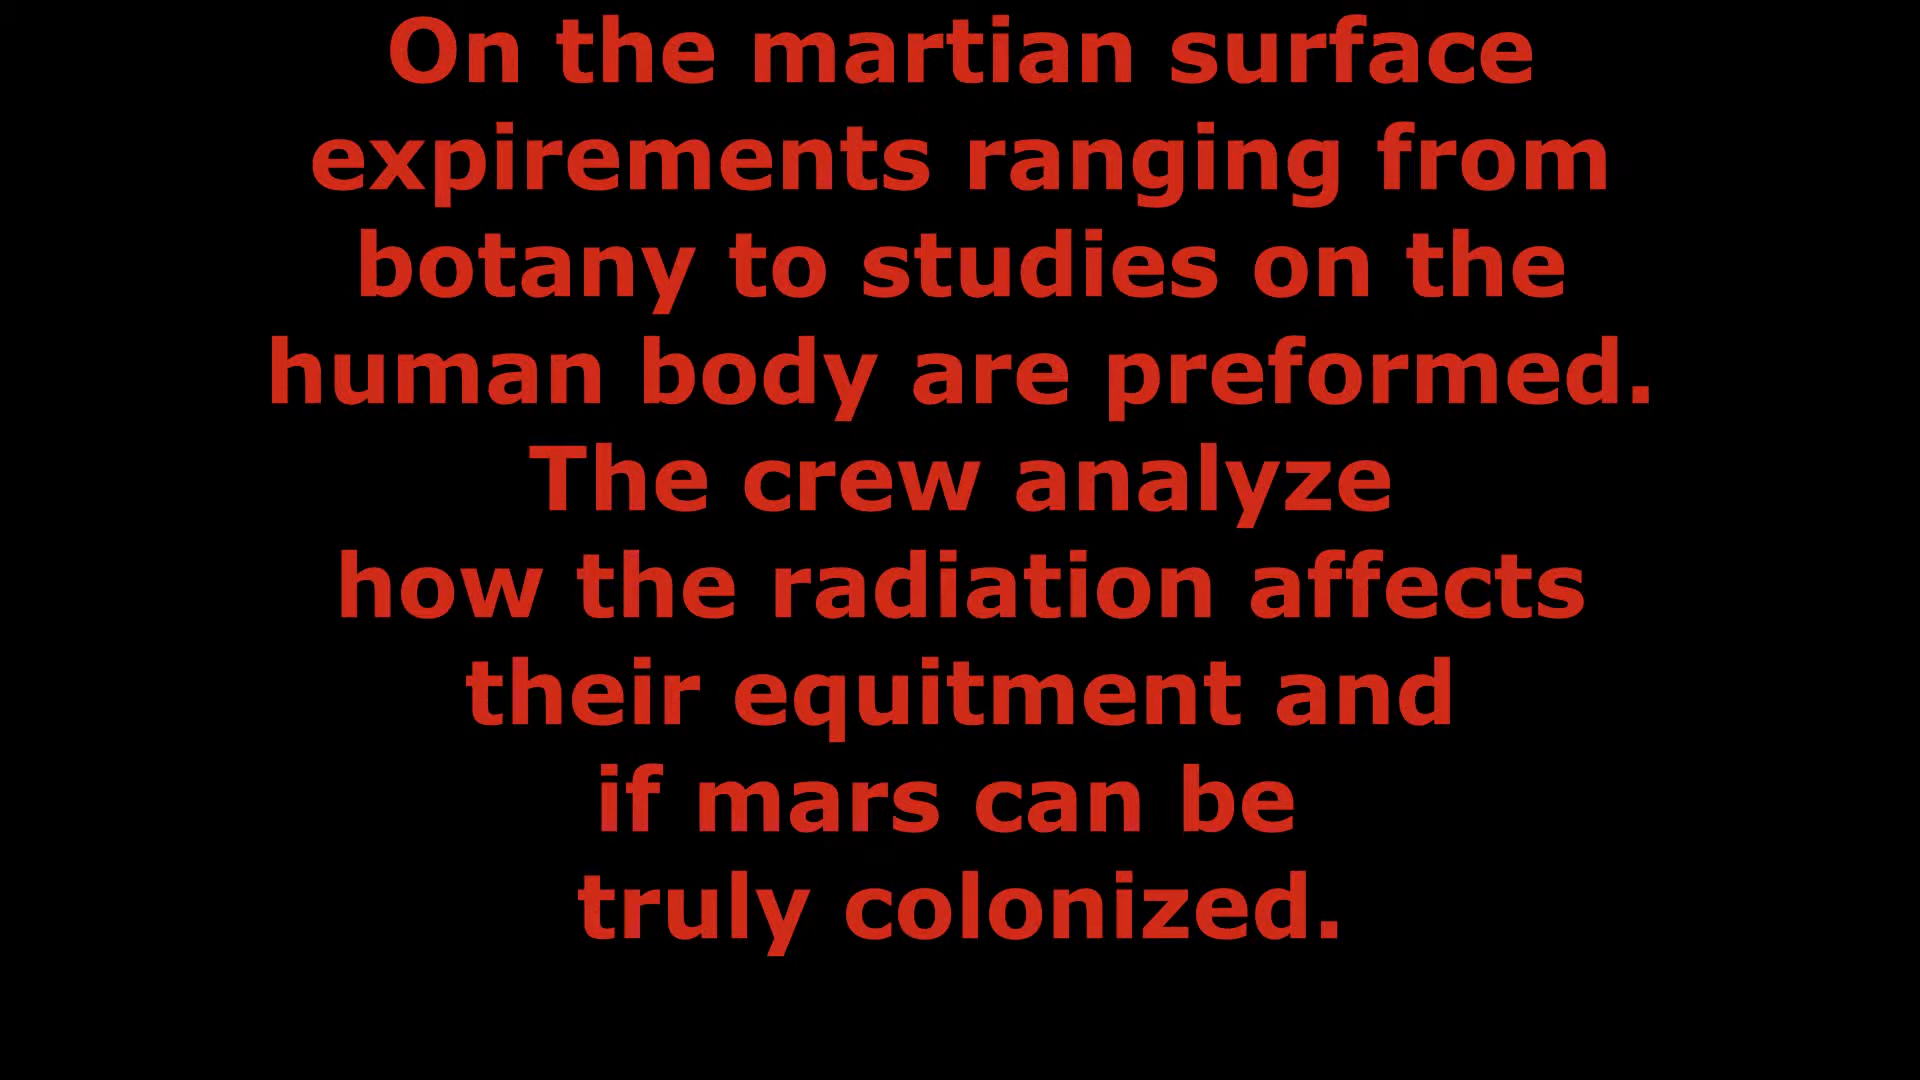 On the martian surface
expirements ranging from
botany to studies on the
human body are preformed.
The crew analyze
how the radiation affects
their equitment and
if mars can be
truly colonized.